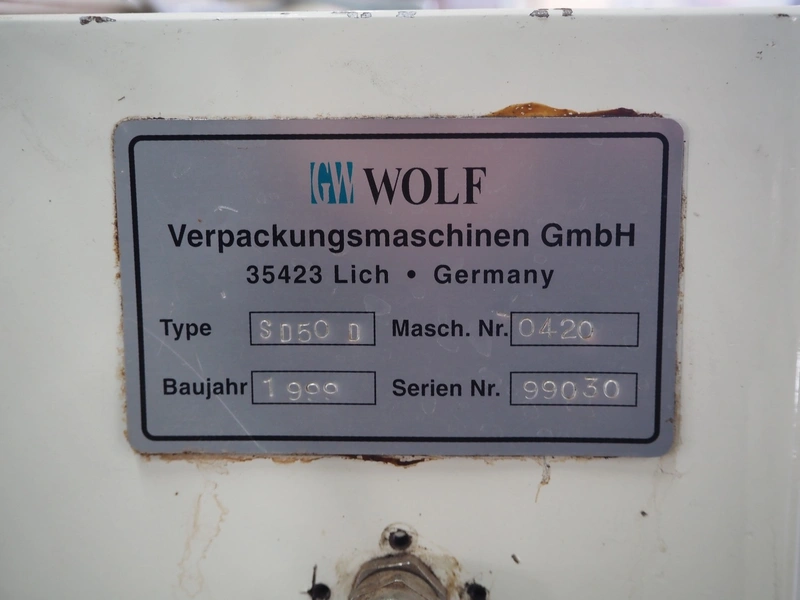 GW WOLF
Verpackungsmaschinen GmbH
35423 Lich • Germany
Type SD50 D Masch. Nr. 0420
Baujahr 1999 Serien Nr. 99030